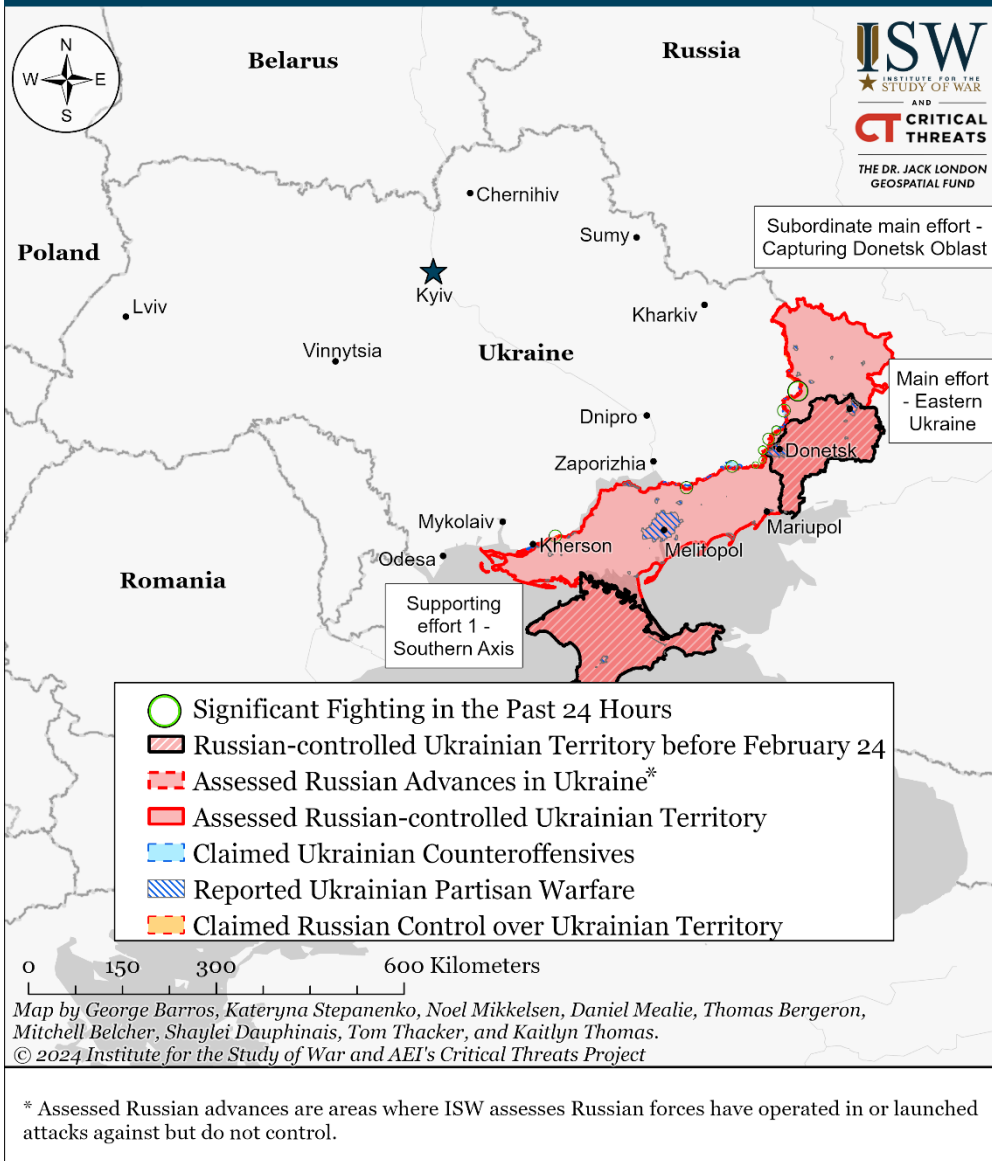 N
W
E
S
Belarus
Russia
ISW
INSTITUTE FOR THE
STUDY OF WAR
AND
CT CRITICAL
THREATS
THE DR. JACK LONDON
GEOSPATIAL FUND
Chernihiv
Sumy
Subordinate main effort -
Capturing Donetsk Oblast
Poland
Kyiv
Lviv
Kharkiv
Vinnytsia
Ukraine
Main effort
- Eastern
Ukraine
Dnipro
Donetsk
Zaporizhia
Mykolaiv
Mariupol
Kherson
Melitopol
Odesa
Romania
Supporting
effort 1 -
Southern Axis
Significant Fighting in the Past 24 Hours
Russian-controlled Ukrainian Territory before February 24
Assessed Russian Advances in Ukraine*
Assessed Russian-controlled Ukrainian Territory
Claimed Ukrainian Counteroffensives
Reported Ukrainian Partisan Warfare
Claimed Russian Control over Ukrainian Territory
0 150 300 600 Kilometers
Map by George Barros, Kateryna Stepanenko, Noel Mikkelsen, Daniel Mealie, Thomas Bergeron,
Mitchell Belcher, Shaylei Dauphinais, Tom Thacker, and Kaitlyn Thomas.
© 2024 Institute for the Study of War and AEI's Critical Threats Project
* Assessed Russian advances are areas where ISW assesses Russian forces have operated in or launched
attacks against but do not control.